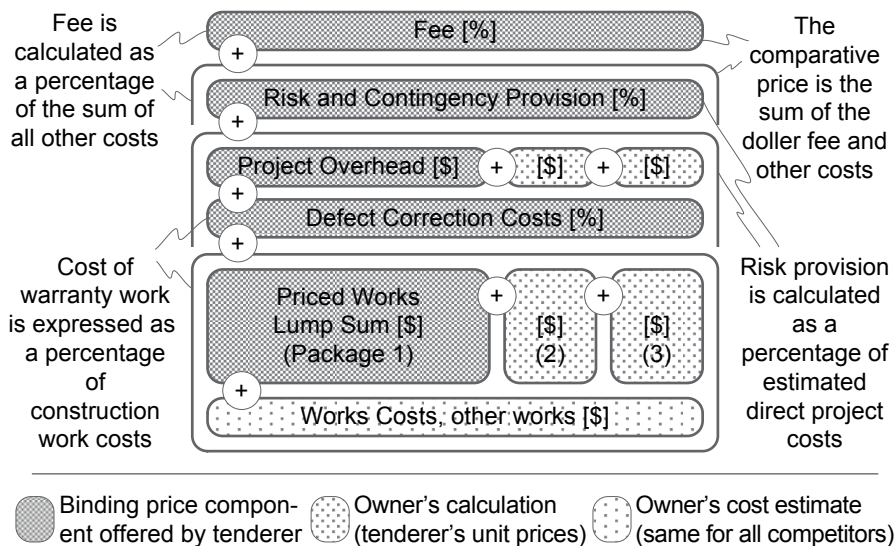 Fee is
calculated as
a percentage
of the sum of
all other costs
Fee [%]
+
Risk and Contingency Provision [%]
+
Project Overhead [$] + [$] + [$]
+
Defect Correction Costs [%]
+
The
comparative
price is the
sum of the
doller fee and
other costs
Cost of
warranty work
is expressed as
a percentage
of
construction
work costs
Priced Works
Lump Sum [$]
(Package 1)
+
[$]
(2)
+
[$]
(3)
+
Works Costs, other works [$]
Risk provision
is calculated
as a
percentage of
estimated
direct project
costs
Binding price compon-
ent offered by tenderer
Owner's calculation
(tenderer's unit prices)
Owner's cost estimate
(same for all competitors)